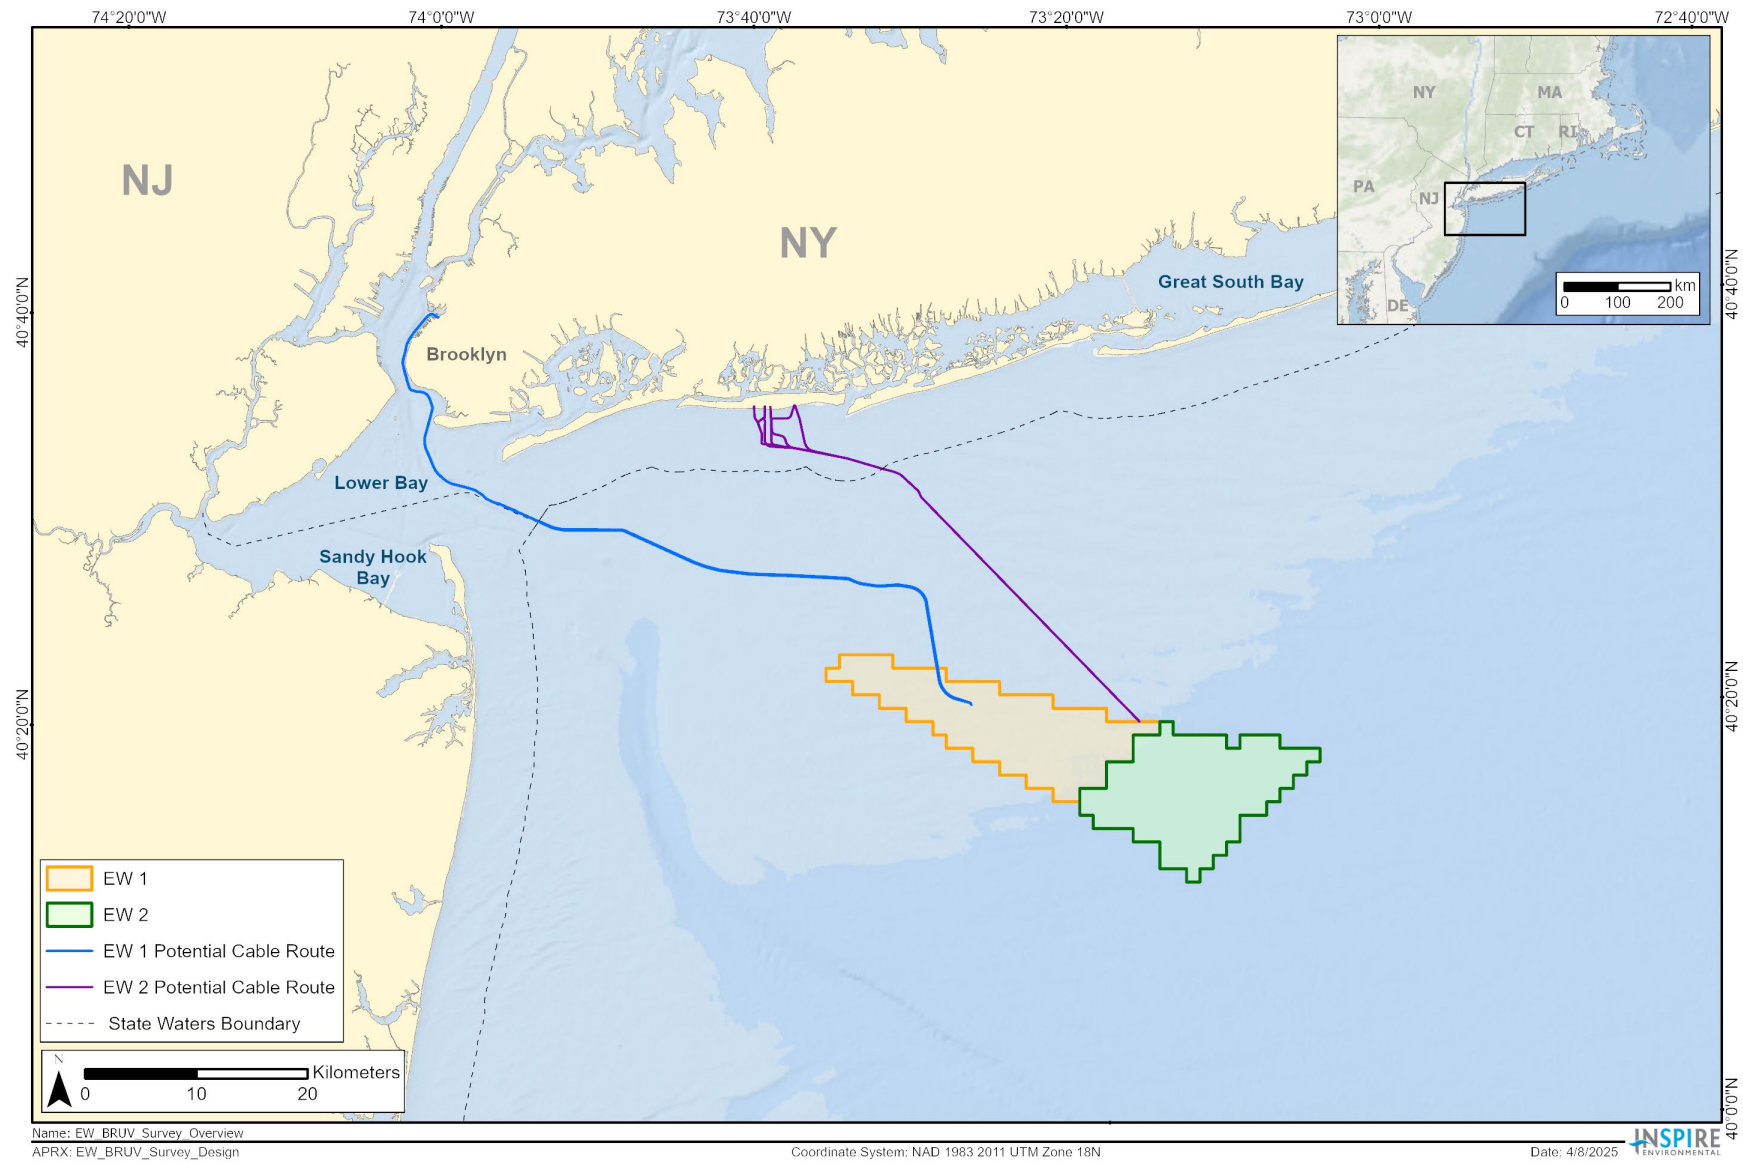 74°20'0"W 74°0'0"W 73°40'0"W 73°20'0"W 73°0'0"W 72°40'0"W
NY
MA
CT
RI
PA
NJ
DE
km
0 100 200
NJ
NY
Great South Bay
40°40'0"N
40°40'0"N
Brooklyn
Lower Bay
Sandy Hook
Bay
40°20'0"N
40°20'0"N
EW 1
EW 2
EW 1 Potential Cable Route
EW 2 Potential Cable Route
State Waters Boundary
N
Kilometers
0 10 20
40°0'0"N
Name: EW_BRUV_Survey_Overview
APRX: EW_BRUV_Survey_Design
Coordinate System: NAD 1983 2011 UTM Zone 18N
Date: 4/8/2025
INSPIRE
ENVIRONMENTAL